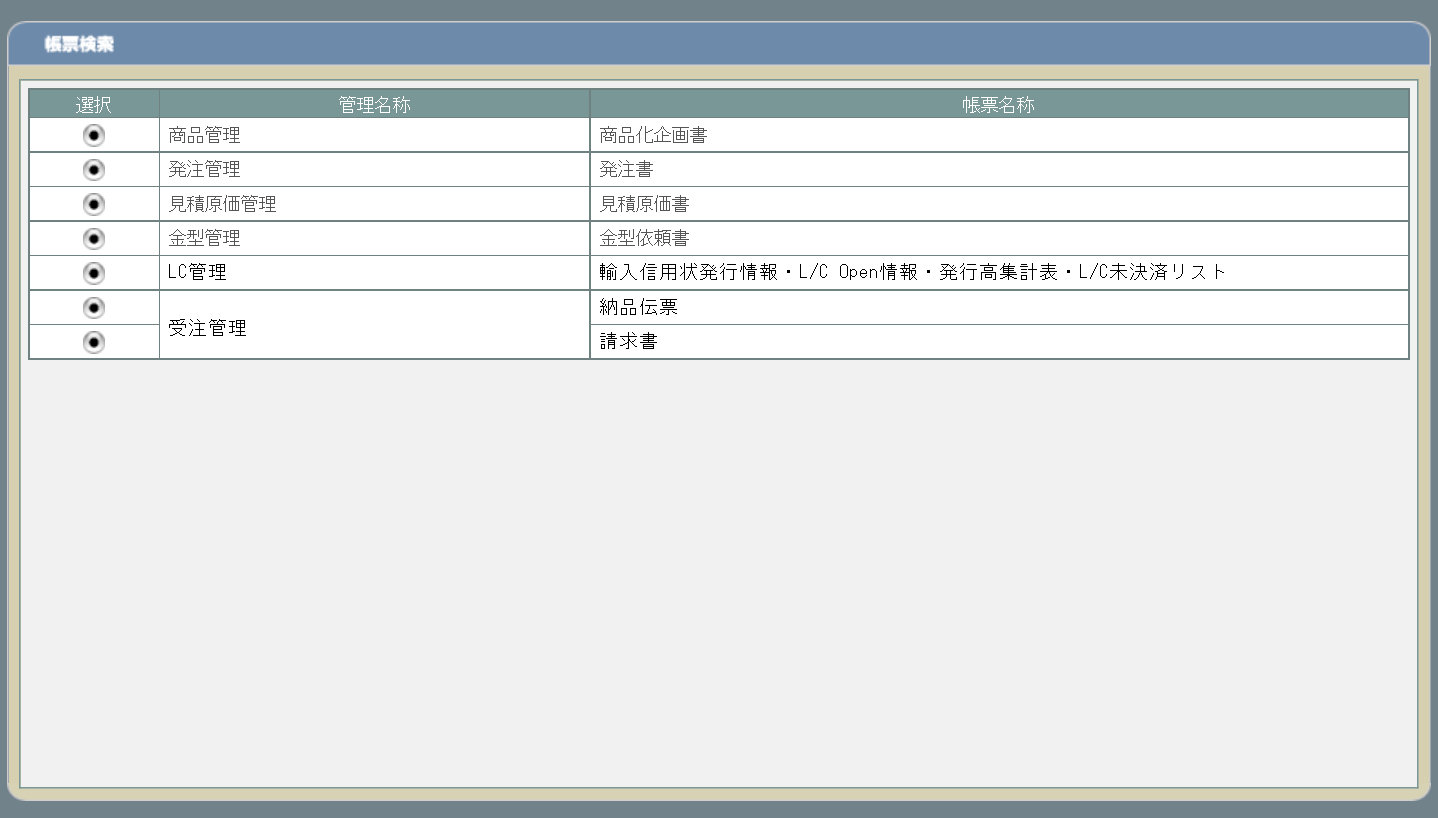 帳票検索
選択 管理名称 帳票名称
商品管理 商品化企画書
発注管理 発注書
見積原価管理 見積原価書
金型管理 金型依頼書
LC管理 輸入信用状発行情報・L/C Open情報・発行高集計表・L/C未決済リスト
納品伝票
受注管理
請求書